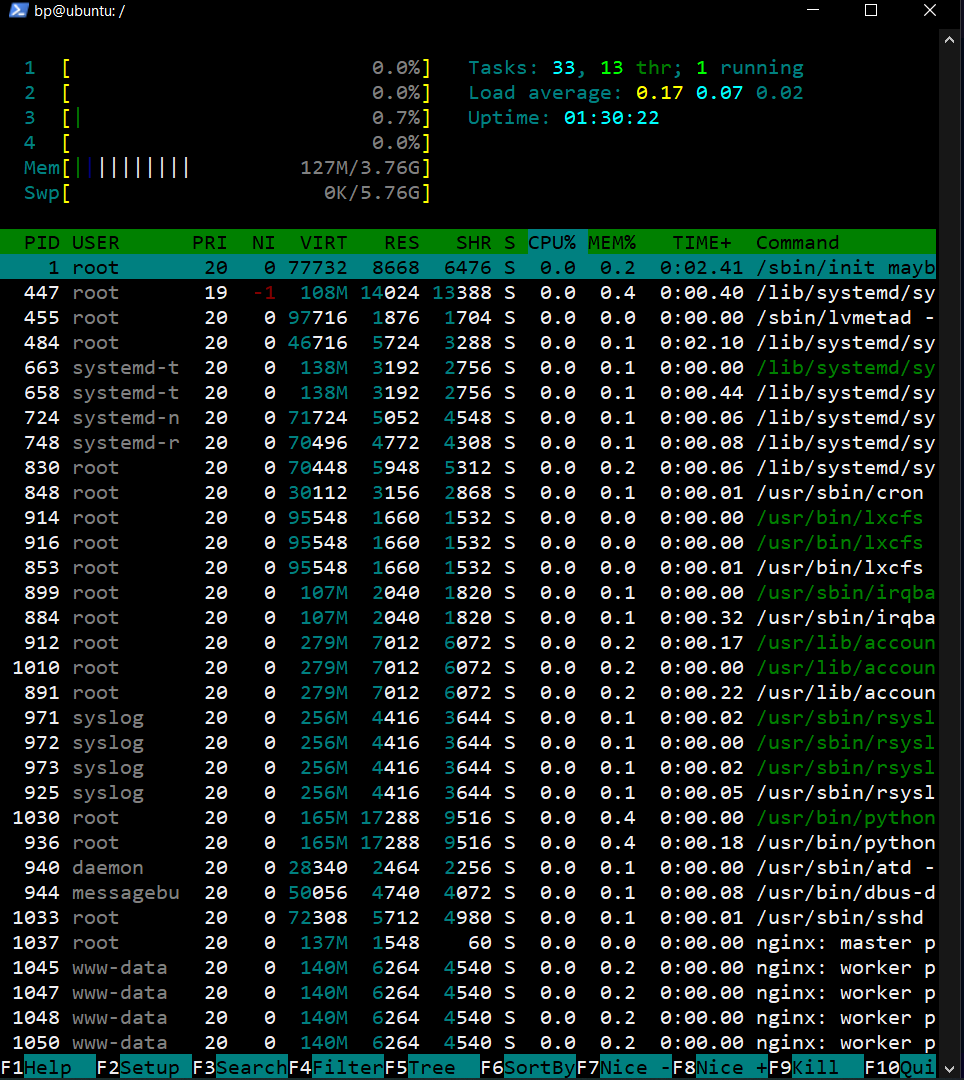 bp@ubuntu: /
1 [ 0.0%] Tasks: 33, 13 thr; 1 running
2 [ 0.0%] Load average: 0.17 0.07 0.02
3 [| 0.7%] Uptime: 01:30:22
4 [ 0.0%]
Mem[|||||||||| 127M/3.76G]
Swp[ 0K/5.76G]
PID USER PRI NI VIRT RES SHR S CPU% MEM% TIME+ Command
1 root 20 0 77732 8668 6476 S 0.0 0.2 0:02.41 /sbin/init mayb
447 root 19 -1 108M 14024 13388 S 0.0 0.4 0:00.40 /lib/systemd/sy
455 root 20 0 97716 1876 1704 S 0.0 0.0 0:00.00 /sbin/lvmetad -
484 root 20 0 46716 5724 3288 S 0.0 0.1 0:02.10 /lib/systemd/sy
663 systemd-t 20 0 138M 3192 2756 S 0.0 0.1 0:00.00 /lib/systemd/sy
658 systemd-t 20 0 138M 3192 2756 S 0.0 0.1 0:00.44 /lib/systemd/sy
724 systemd-n 20 0 71724 5052 4548 S 0.0 0.1 0:00.06 /lib/systemd/sy
748 systemd-r 20 0 70496 4772 4308 S 0.0 0.1 0:00.08 /lib/systemd/sy
830 root 20 0 70448 5948 5312 S 0.0 0.2 0:00.06 /lib/systemd/sy
848 root 20 0 30112 3156 2868 S 0.0 0.1 0:00.01 /usr/sbin/cron
914 root 20 0 95548 1660 1532 S 0.0 0.0 0:00.00 /usr/bin/lxcfs
916 root 20 0 95548 1660 1532 S 0.0 0.0 0:00.00 /usr/bin/lxcfs
853 root 20 0 95548 1660 1532 S 0.0 0.0 0:00.01 /usr/bin/lxcfs
899 root 20 0 107M 2040 1820 S 0.0 0.1 0:00.00 /usr/sbin/irqba
884 root 20 0 107M 2040 1820 S 0.0 0.1 0:00.32 /usr/sbin/irqba
912 root 20 0 279M 7012 6072 S 0.0 0.2 0:00.17 /usr/lib/accoun
1010 root 20 0 279M 7012 6072 S 0.0 0.2 0:00.00 /usr/lib/accoun
891 root 20 0 279M 7012 6072 S 0.0 0.2 0:00.22 /usr/lib/accoun
971 syslog 20 0 256M 4416 3644 S 0.0 0.1 0:00.02 /usr/sbin/rsysl
972 syslog 20 0 256M 4416 3644 S 0.0 0.1 0:00.00 /usr/sbin/rsysl
973 syslog 20 0 256M 4416 3644 S 0.0 0.1 0:00.02 /usr/sbin/rsysl
925 syslog 20 0 256M 4416 3644 S 0.0 0.1 0:00.05 /usr/sbin/rsysl
1030 root 20 0 165M 17288 9516 S 0.0 0.4 0:00.00 /usr/bin/python
936 root 20 0 165M 17288 9516 S 0.0 0.4 0:00.18 /usr/bin/python
940 daemon 20 0 28340 2464 2256 S 0.0 0.1 0:00.00 /usr/sbin/atd -
944 messagebu 20 0 50056 4740 4072 S 0.0 0.1 0:00.08 /usr/bin/dbus-d
1033 root 20 0 72308 5712 4980 S 0.0 0.1 0:00.01 /usr/sbin/sshd
1037 root 20 0 137M 1548 60 S 0.0 0.0 0:00.00 nginx: master p
1045 www-data 20 0 140M 6264 4540 S 0.0 0.2 0:00.00 nginx: worker p
1047 www-data 20 0 140M 6264 4540 S 0.0 0.2 0:00.00 nginx: worker p
1048 www-data 20 0 140M 6264 4540 S 0.0 0.2 0:00.00 nginx: worker p
1050 www-data 20 0 140M 6264 4540 S 0.0 0.2 0:00.00 nginx: worker p
F1Help F2Setup F3SearchF4FilterF5Tree F6SortByF7Nice -F8Nice +F9Kill F10Qui